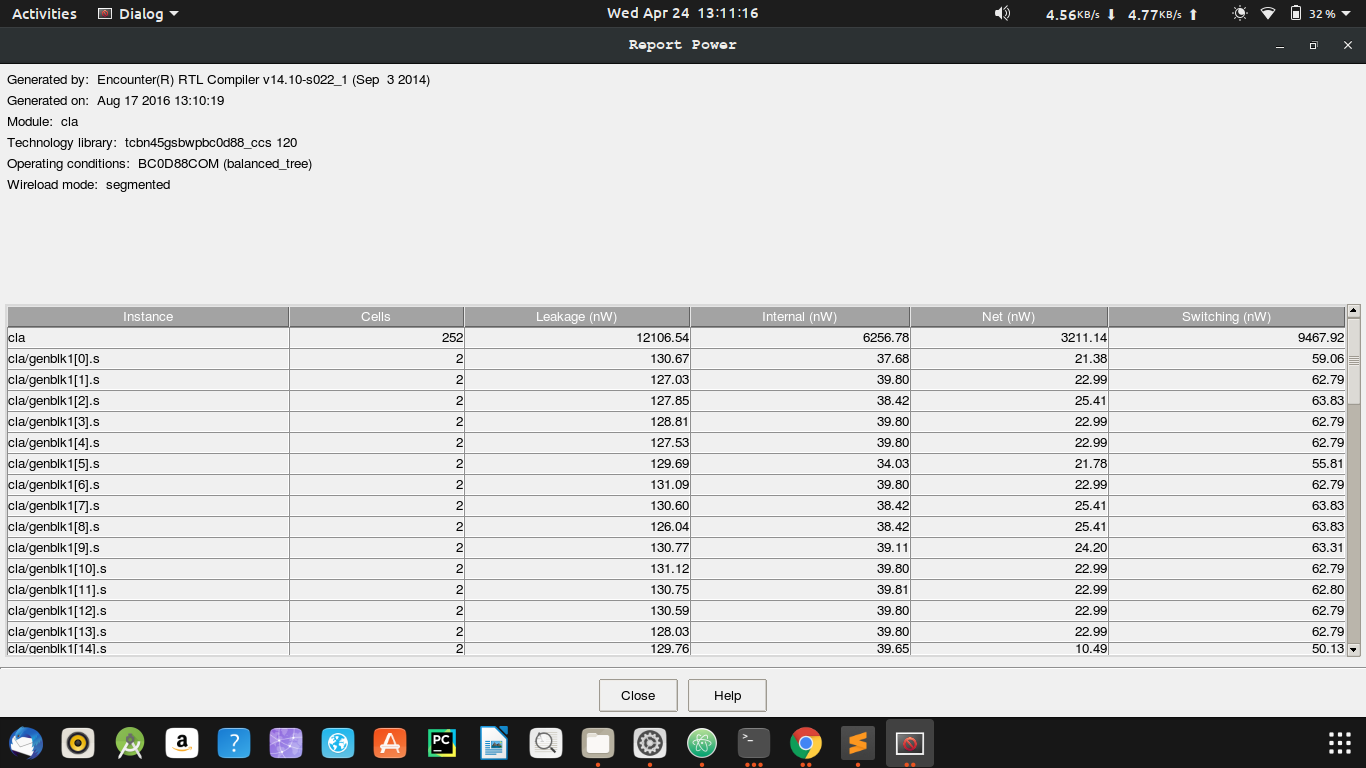 Activities Dialog Wed Apr 24 13:11:16 4.56KB/s 4.77KB/s 32 %
Report Power
Generated by: Encounter(R) RTL Compiler v14.10-s022_1 (Sep 3 2014)
Generated on: Aug 17 2016 13:10:19
Module: cla
Technology library: tcbn45gsbwpbc0d88_ccs 120
Operating conditions: BC0D88COM (balanced_tree)
Wireload mode: segmented
Instance Cells Leakage (nW) Internal (nW) Net (nW) Switching (nW)
cla 252 12106.54 6256.78 3211.14 9467.92
cla/genblk1[0].s 2 130.67 37.68 21.38 59.06
cla/genblk1[1].s 2 127.03 39.80 22.99 62.79
cla/genblk1[2].s 2 127.85 38.42 25.41 63.83
cla/genblk1[3].s 2 128.81 39.80 22.99 62.79
cla/genblk1[4].s 2 127.53 39.80 22.99 62.79
cla/genblk1[5].s 2 129.69 34.03 21.78 55.81
cla/genblk1[6].s 2 131.09 39.80 22.99 62.79
cla/genblk1[7].s 2 130.60 38.42 25.41 63.83
cla/genblk1[8].s 2 126.04 38.42 25.41 63.83
cla/genblk1[9].s 2 130.77 39.11 24.20 63.31
cla/genblk1[10].s 2 131.12 39.80 22.99 62.79
cla/genblk1[11].s 2 130.75 39.81 22.99 62.80
cla/genblk1[12].s 2 130.59 39.80 22.99 62.79
cla/genblk1[13].s 2 128.03 39.80 22.99 62.79
cla/genblk1[14].s 2 129.76 39.65 10.49 50.13
Close Help
a ? A PC >_ S